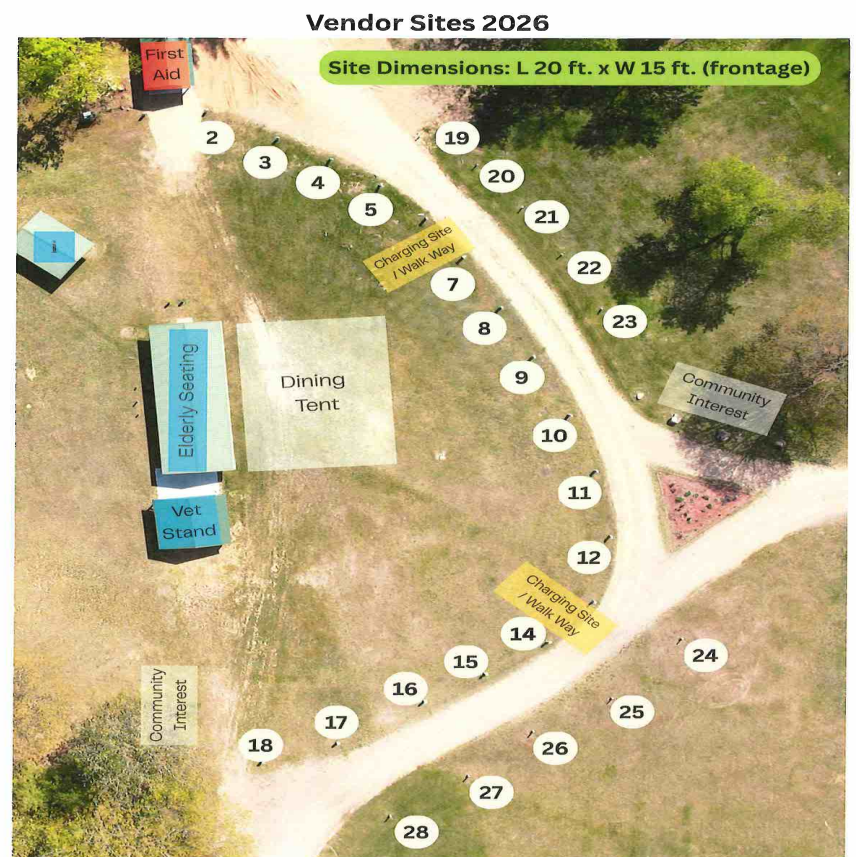 Vendor Sites 2026
First
Aid
Site Dimensions: L 20 ft. x W 15 ft. (frontage)
2
3
4
5
19
20
21
22
23
Charging Site
/ Walk Way
7
8
9
10
11
12
Elderly Seating
Dining
Tent
Community
Interest
Vet
Stand
Charging Site
/ Walk Way
14
15
16
17
18
Community
Interest
24
25
26
27
28